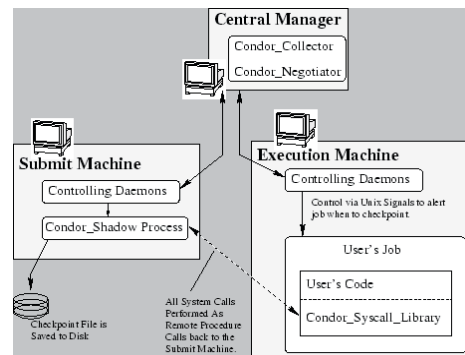 Central Manager
Condor_Collector
Condor_Negotiator
Submit Machine
Controlling Daemons
Condor_Shadow Process
Checkpoint File is
Saved to Disk
All System Calls
Performed As
Remote Procedure
Calls back to the
Submit Machine.
Execution Machine
Controlling Daemons
Control via Unix Signals to alert
job when to checkpoint.
User's Job
User's Code
Condor_Syscall_Library